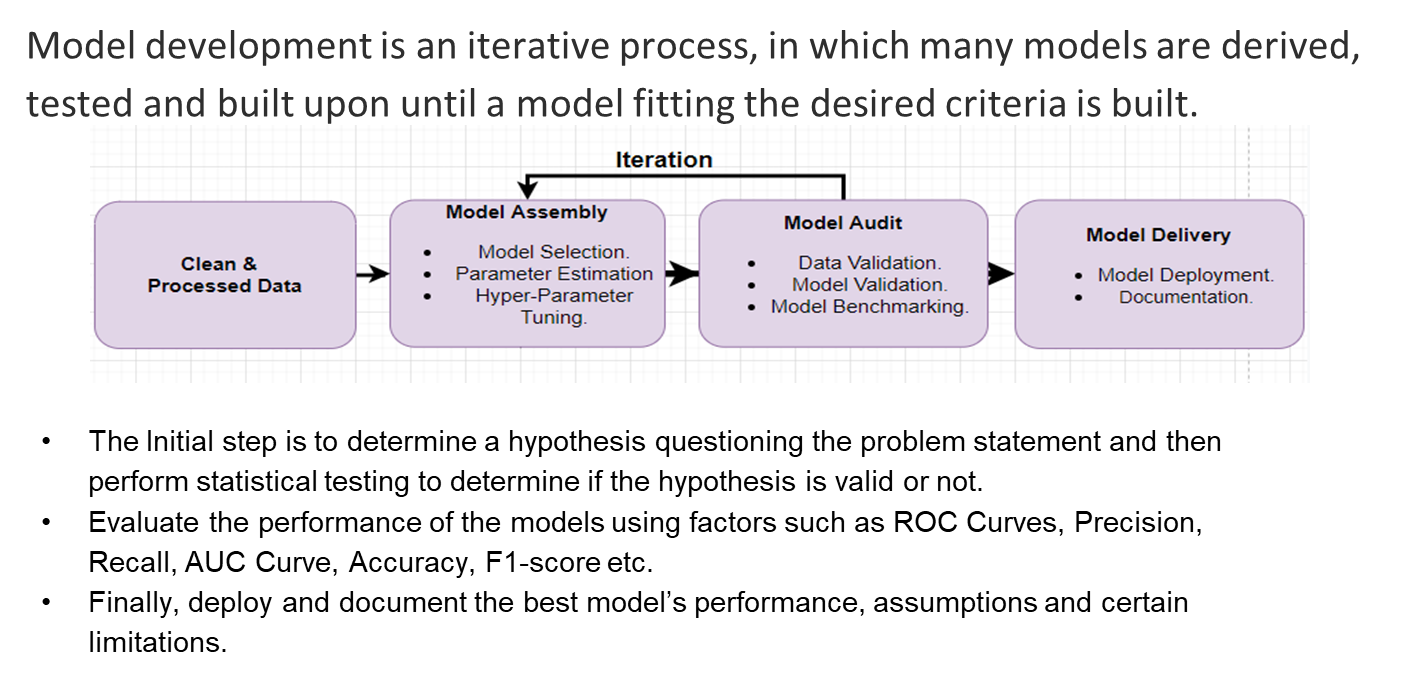 Model development is an iterative process, in which many models are derived,
tested and built upon until a model fitting the desired criteria is built.
Iteration
Clean &
Processed Data
Model Assembly
• Model Selection.
• Parameter Estimation
• Hyper-Parameter
Tuning.
Model Audit
• Data Validation.
• Model Validation.
• Model Benchmarking.
Model Delivery
• Model Deployment.
• Documentation.
• The Initial step is to determine a hypothesis questioning the problem statement and then
perform statistical testing to determine if the hypothesis is valid or not.
• Evaluate the performance of the models using factors such as ROC Curves, Precision,
Recall, AUC Curve, Accuracy, F1-score etc.
• Finally, deploy and document the best model’s performance, assumptions and certain
limitations.